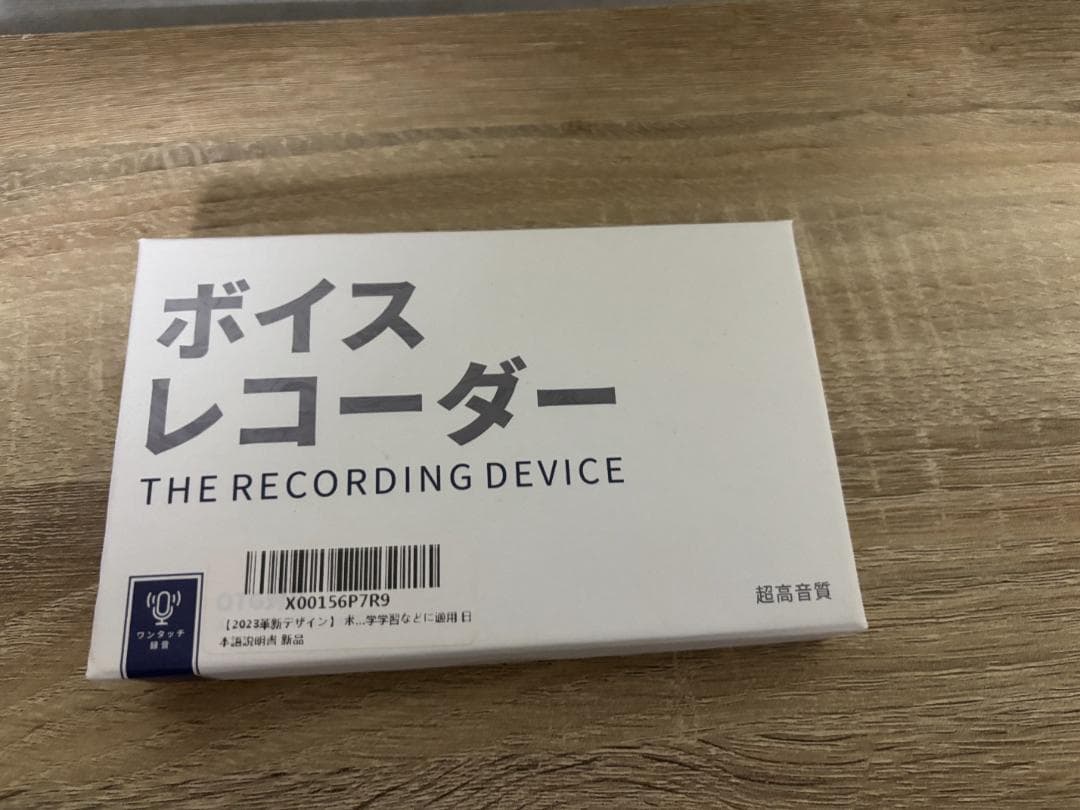 ボイス
レコーダー
THE RECORDING DEVICE
X00156P7R9
【2023革新デザイン】 ボ...学学習などに適用 日
本語説明書 新品
ワンタッチ
録音
超高音質